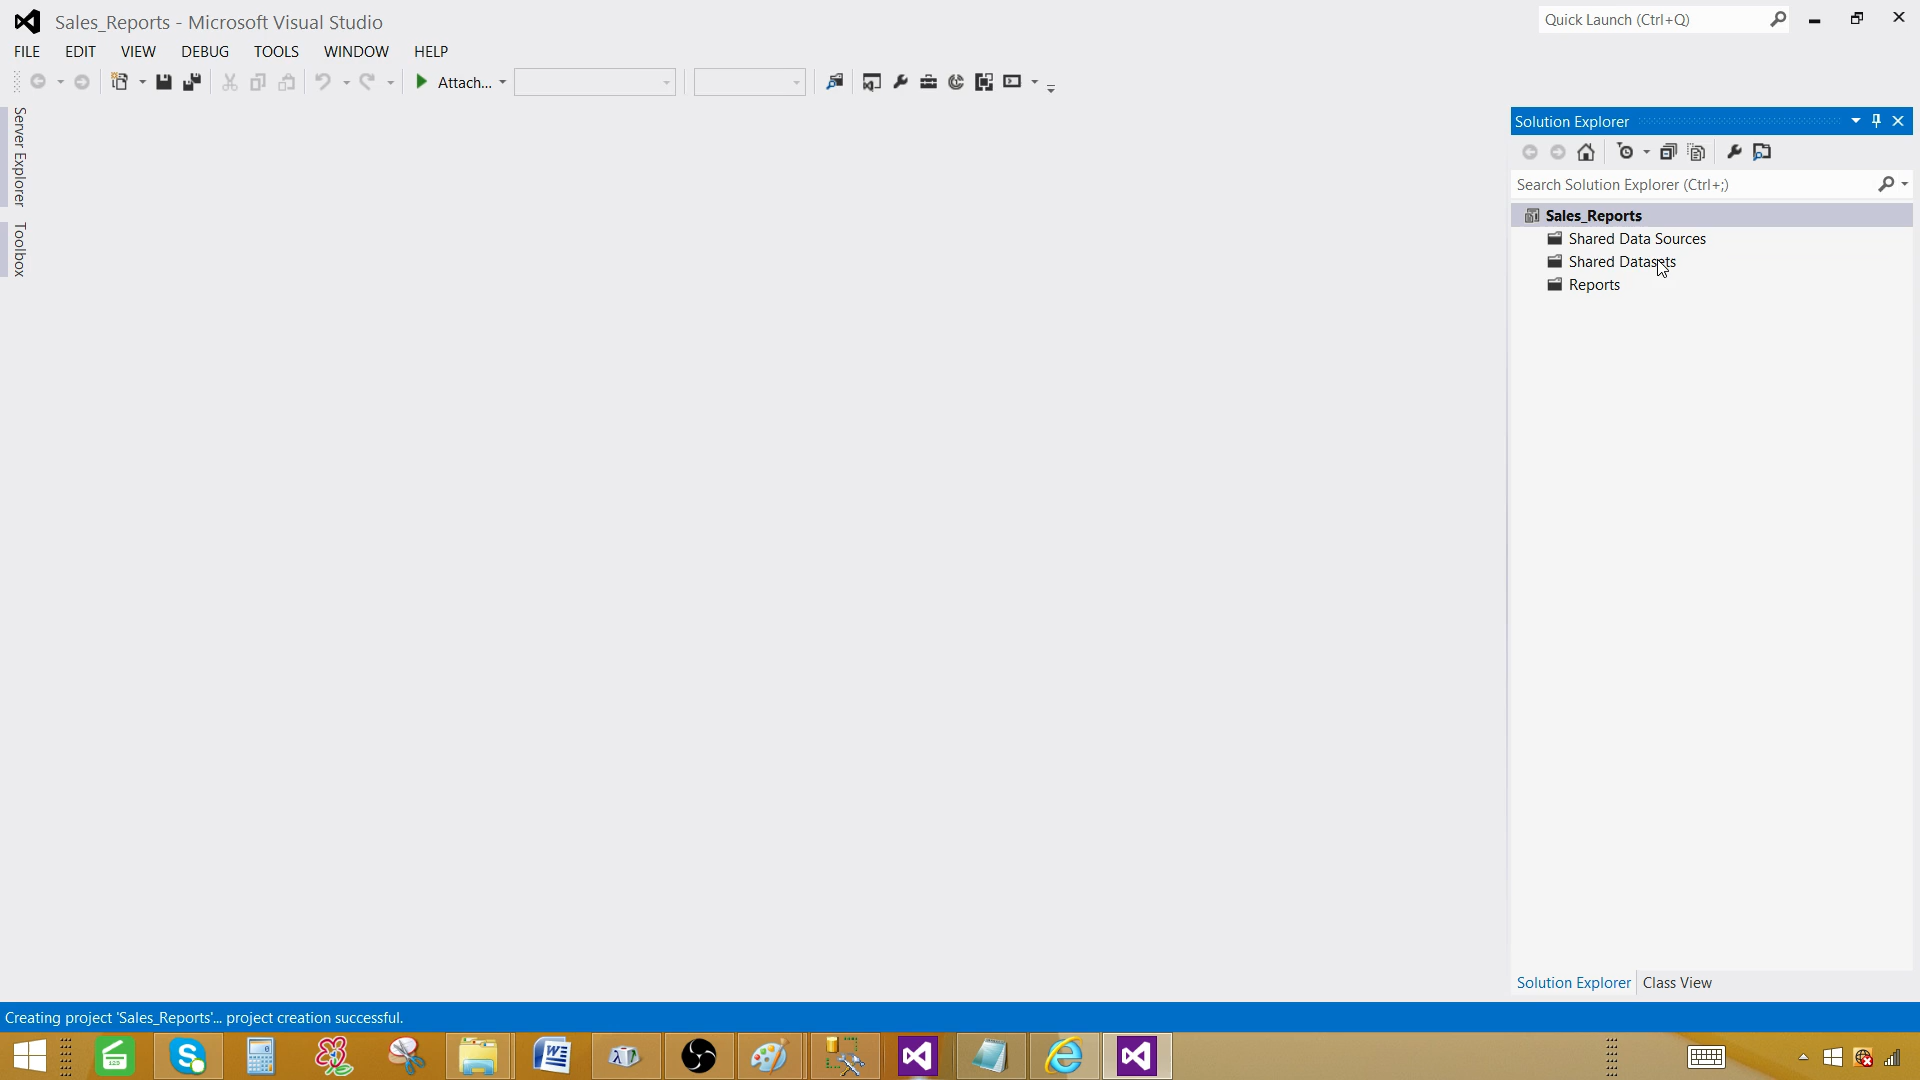 Sales_Reports - Microsoft Visual Studio
Quick Launch (Ctrl+Q)
FILE EDIT VIEW DEBUG TOOLS WINDOW HELP
Attach...
Server Explorer
Toolbox
Solution Explorer
Search Solution Explorer (Ctrl+;)
Sales_Reports
Shared Data Sources
Shared Datasets
Reports
Solution Explorer Class View
Creating project 'Sales_Reports'... project creation successful.